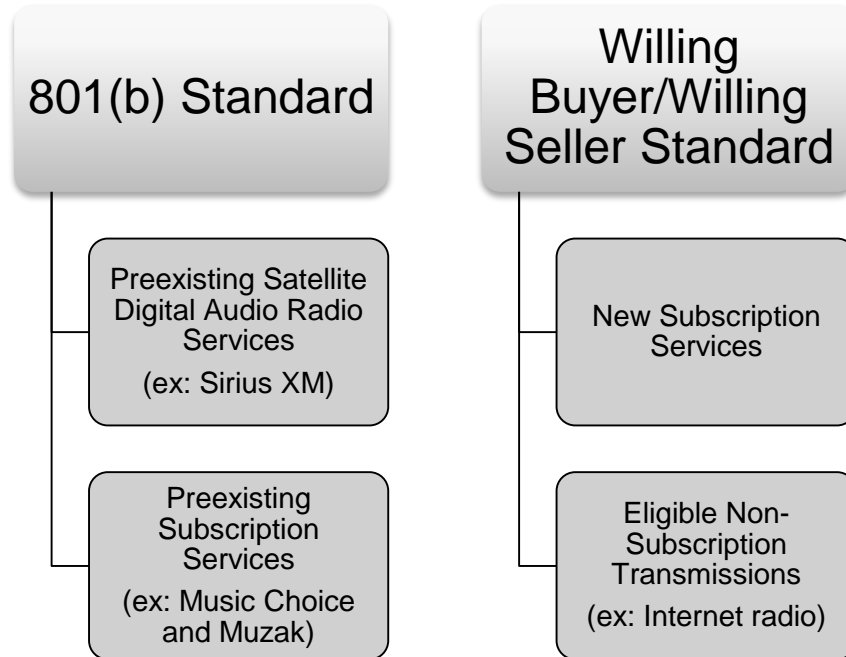 801(b) Standard
Preexisting Satellite
Digital Audio Radio
Services
(ex: Sirius XM)
Preexisting
Subscription
Services
(ex: Music Choice
and Muzak)
Willing
Buyer/Willing
Seller Standard
New Subscription
Services
Eligible Non-
Subscription
Transmissions
(ex: Internet radio)